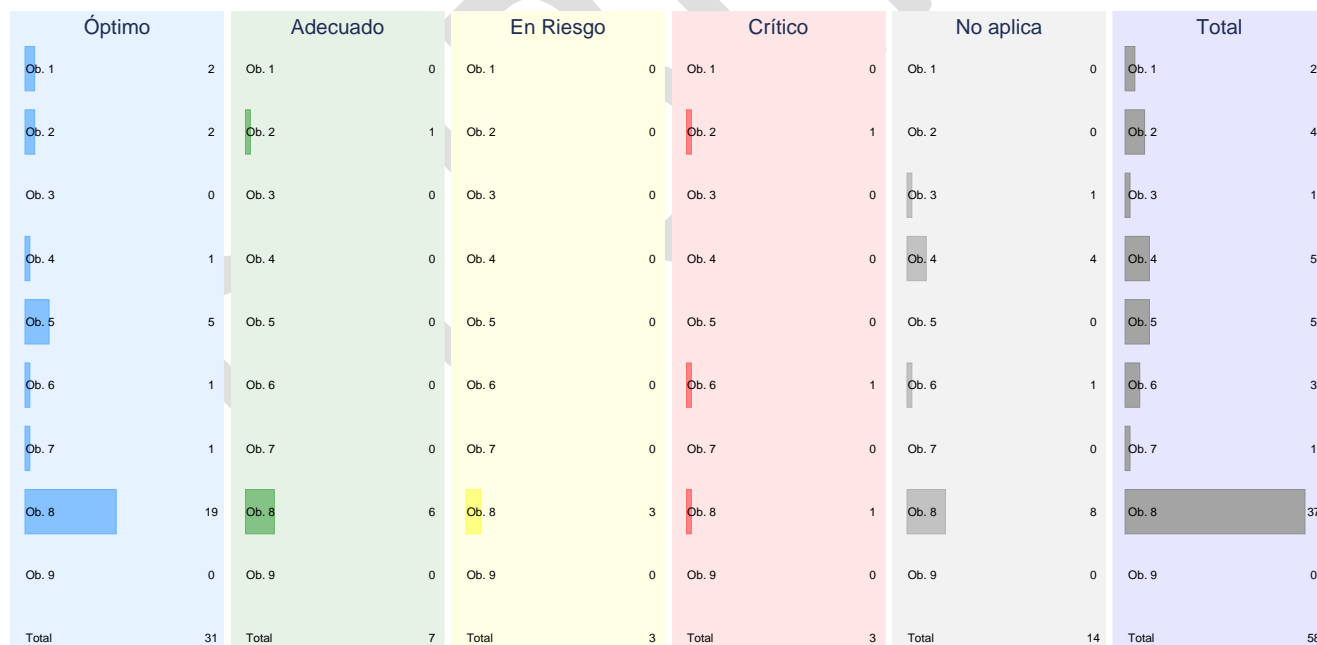 Óptimo Adecuado En Riesgo Crítico No aplica Total
Ob. 1 2 Ob. 1 0 Ob. 1 0 Ob. 1 0 Ob. 1 0 Ob. 1 2
Ob. 2 2 Ob. 2 1 Ob. 2 0 Ob. 2 1 Ob. 2 0 Ob. 2 4
Ob. 3 0 Ob. 3 0 Ob. 3 0 Ob. 3 0 Ob. 3 1 Ob. 3 1
Ob. 4 1 Ob. 4 0 Ob. 4 0 Ob. 4 0 Ob. 4 4 Ob. 4 5
Ob. 5 5 Ob. 5 0 Ob. 5 0 Ob. 5 0 Ob. 5 0 Ob. 5 5
Ob. 6 1 Ob. 6 0 Ob. 6 0 Ob. 6 1 Ob. 6 1 Ob. 6 3
Ob. 7 1 Ob. 7 0 Ob. 7 0 Ob. 7 0 Ob. 7 0 Ob. 7 1
Ob. 8 19 Ob. 8 6 Ob. 8 3 Ob. 8 1 Ob. 8 8 Ob. 8 37
Ob. 9 0 Ob. 9 0 Ob. 9 0 Ob. 9 0 Ob. 9 0 Ob. 9 0
Total 31 Total 7 Total 3 Total 3 Total 14 Total 58